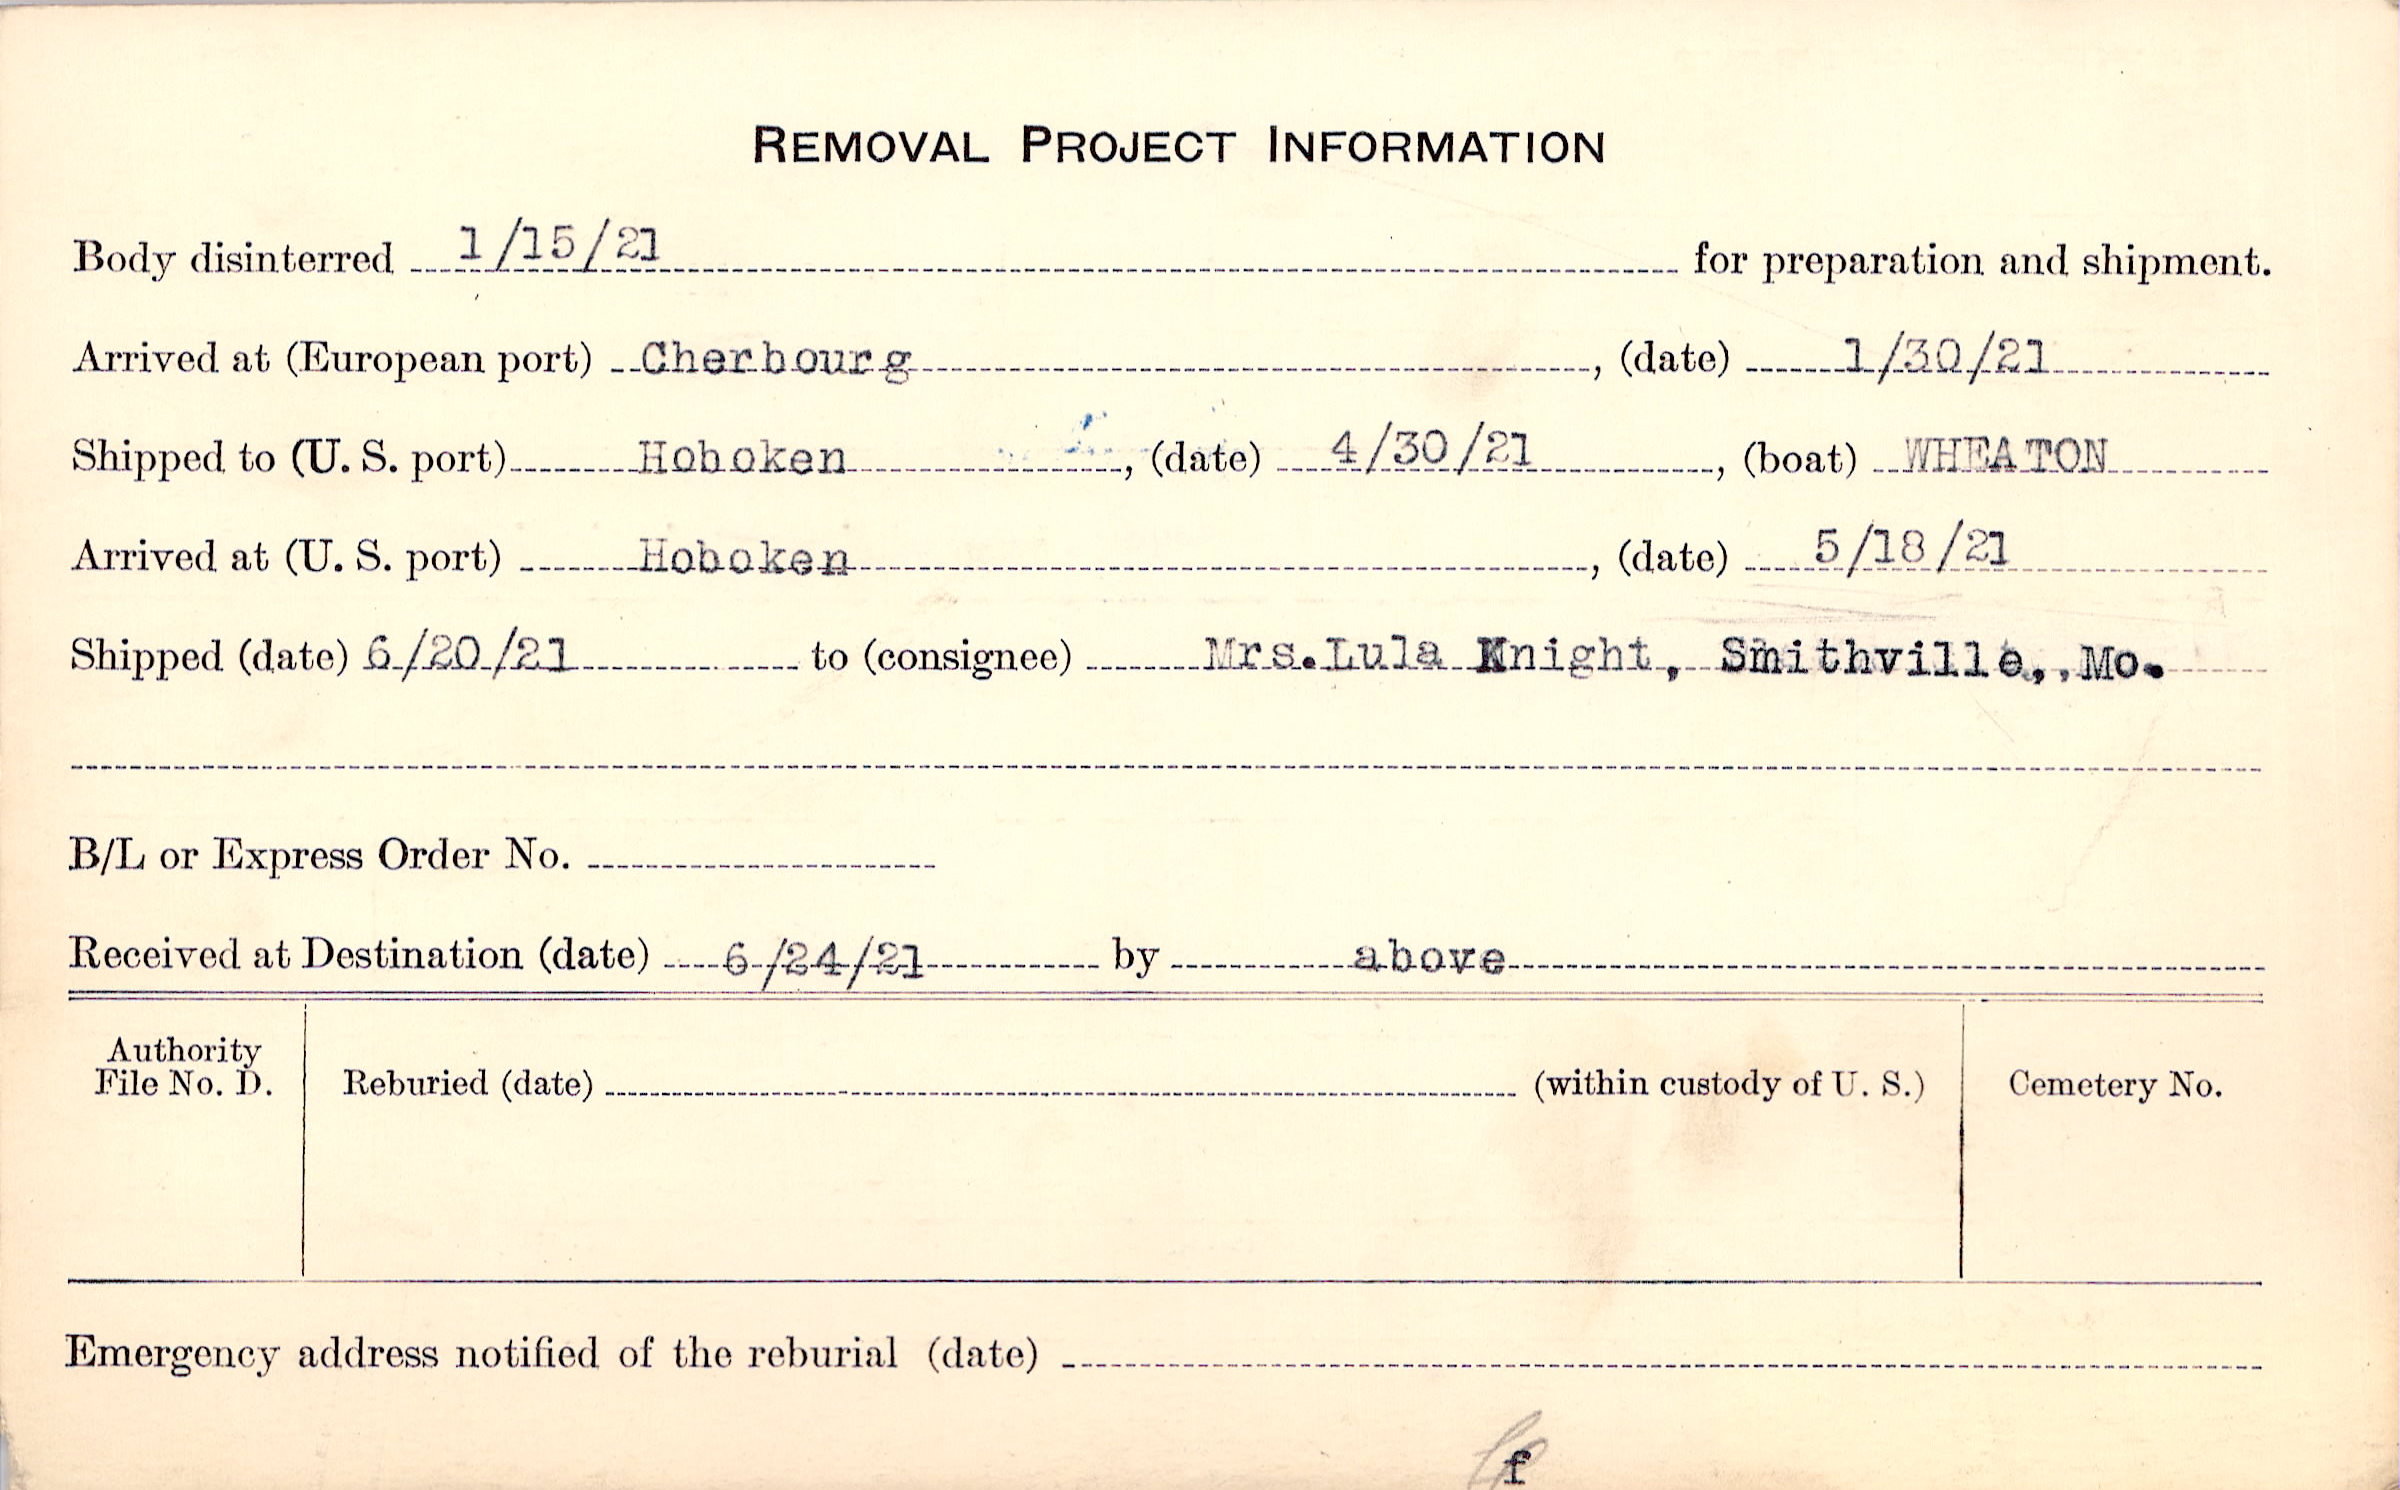 REMOVAL PROJECT INFORMATION
Body disinterred 1/15/21 for preparation and shipment.
Arrived at (European port) Cherbourg, (date) 1/30/21
Shipped to (U. S. port) Hoboken, (date) 4/30/21, (boat) WHEATON
Arrived at (U. S. port) Hoboken, (date) 5/18/21
Shipped (date) 6/20/21 to (consignee) Mrs.Lula Knight, Smithville,, Mo.
B/L or Express Order No.
Received at Destination (date) 6/24/21 by above
Authority
File No. D.
Reburied (date) (within custody of U. S.)
Cemetery No.
Emergency address notified of the reburial (date)
f